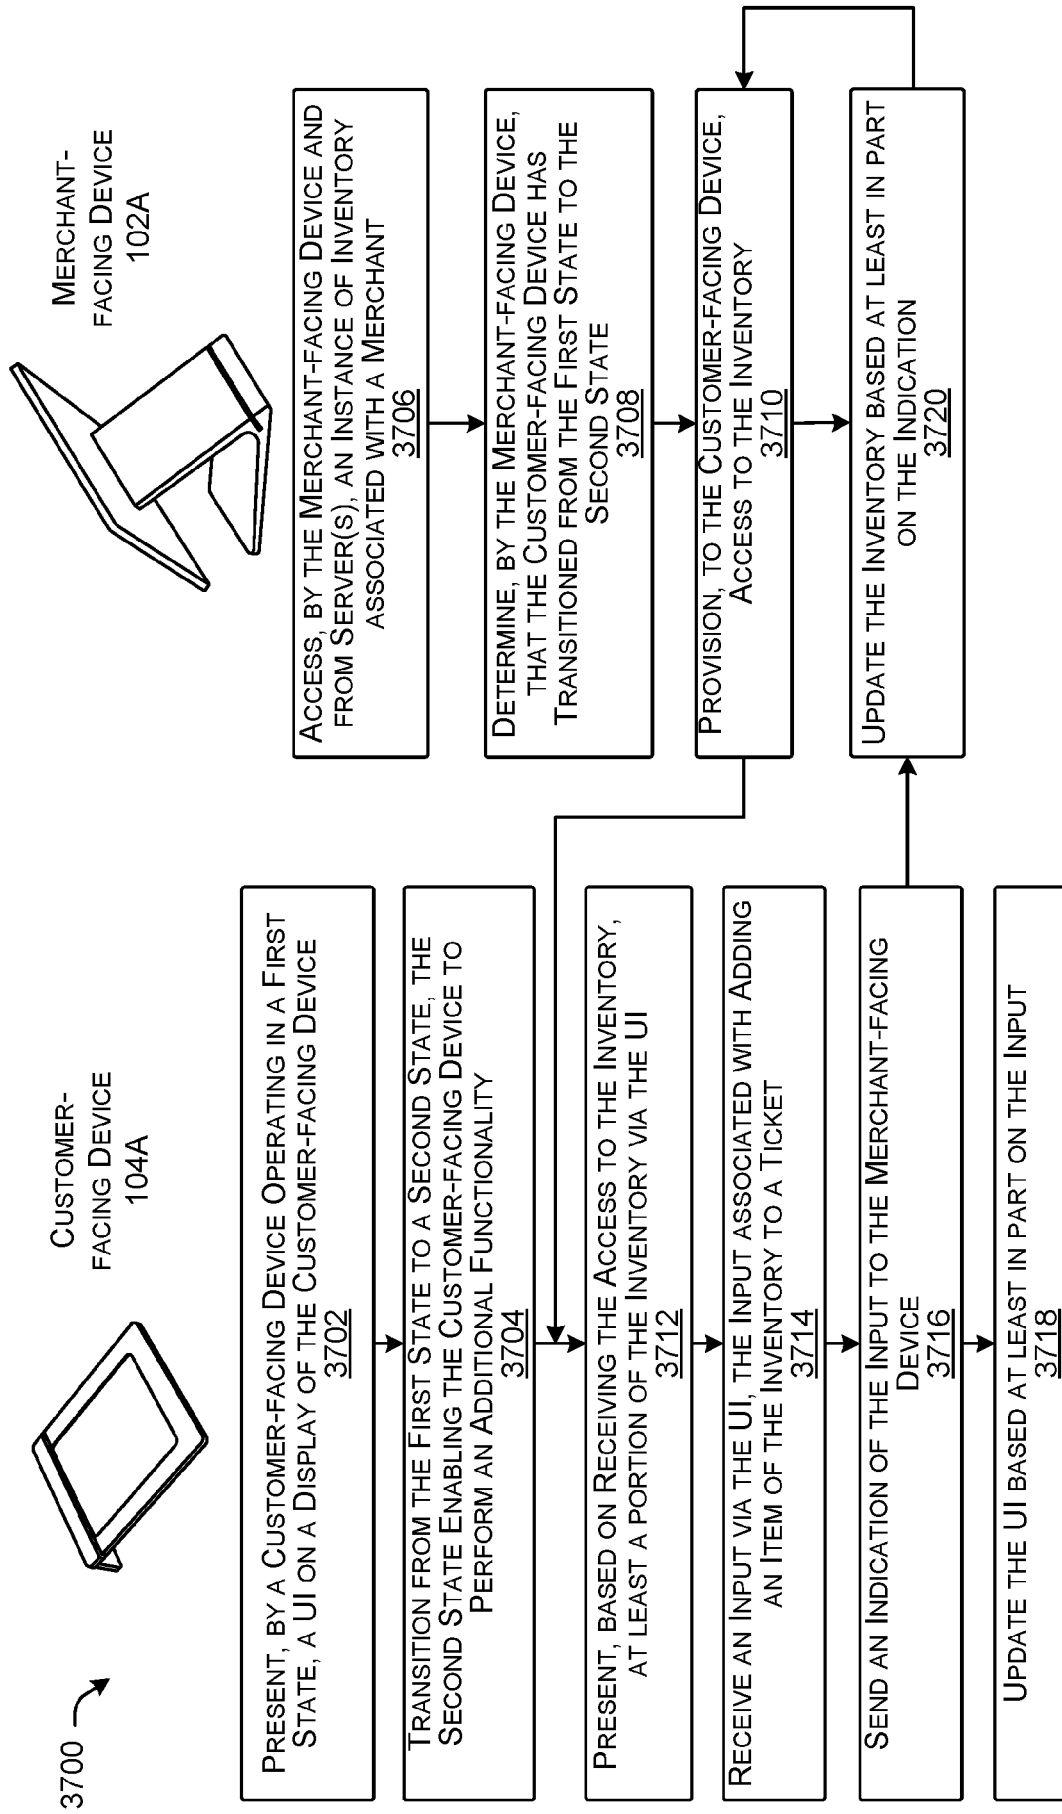 3700
CUSTOMER-
FACING DEVICE
104A
PRESENT, BY A CUSTOMER-FACING DEVICE OPERATING IN A FIRST
STATE, A UI ON A DISPLAY OF THE CUSTOMER-FACING DEVICE
3702
TRANSITION FROM THE FIRST STATE TO A SECOND STATE, THE
SECOND STATE ENABLING THE CUSTOMER-FACING DEVICE TO
PERFORM AN ADDITIONAL FUNCTIONALITY
3704
PRESENT, BASED ON RECEIVING THE ACCESS TO THE INVENTORY,
AT LEAST A PORTION OF THE INVENTORY VIA THE UI
3712
RECEIVE AN INPUT VIA THE UI, THE INPUT ASSOCIATED WITH ADDING
AN ITEM OF THE INVENTORY TO A TICKET
3714
SEND AN INDICATION OF THE INPUT TO THE MERCHANT-FACING
DEVICE
3716
UPDATE THE UI BASED AT LEAST IN PART ON THE INPUT
3718
MERCHANT-
FACING DEVICE
102A
ACCESS, BY THE MERCHANT-FACING DEVICE AND
FROM SERVER(S), AN INSTANCE OF INVENTORY
ASSOCIATED WITH A MERCHANT
3706
DETERMINE, BY THE MERCHANT-FACING DEVICE,
THAT THE CUSTOMER-FACING DEVICE HAS
TRANSITIONED FROM THE FIRST STATE TO THE
SECOND STATE
3708
PROVISION, TO THE CUSTOMER-FACING DEVICE,
ACCESS TO THE INVENTORY
3710
UPDATE THE INVENTORY BASED AT LEAST IN PART
ON THE INDICATION
3720